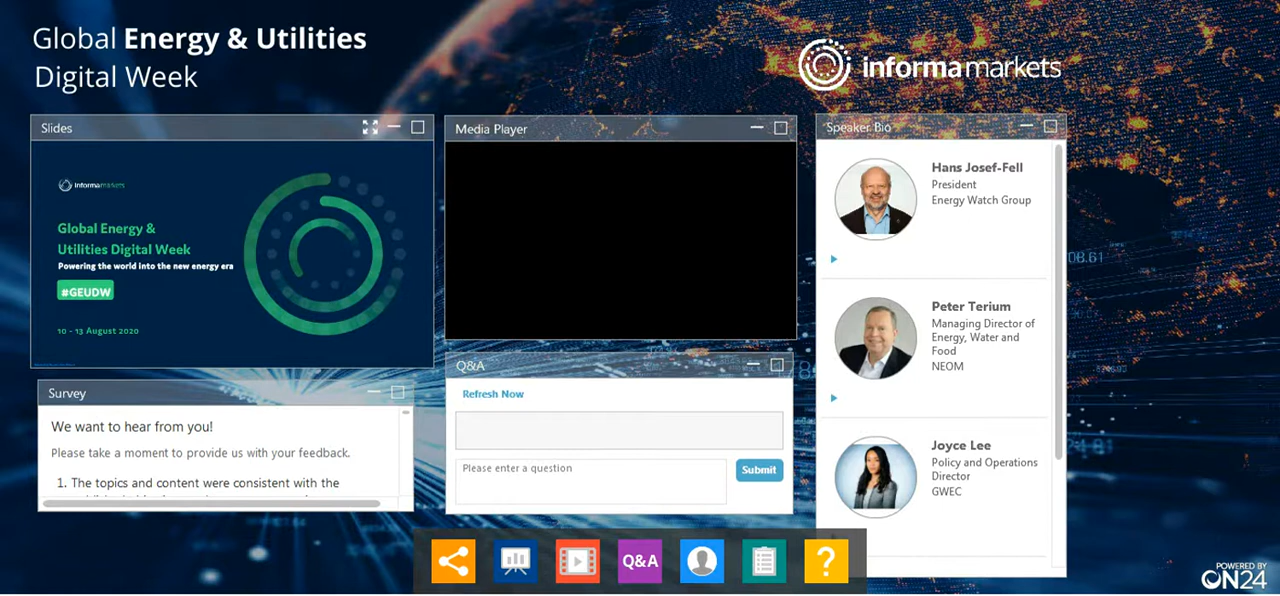 Global Energy & Utilities
Digital Week
informa markets
Slides
informa markets
Global Energy &
Utilities Digital Week
Powering the world into the new energy era
#GEUDW
10 - 13 August 2020
Media Player
Speaker Bio
Hans Josef-Fell
President
Energy Watch Group
Peter Terium
Managing Director of
Energy, Water and
Food
NEOM
Joyce Lee
Policy and Operations
Director
GWEC
Survey
We want to hear from you!
Please take a moment to provide us with your feedback.
1. The topics and content were consistent with the
Q&A
Refresh Now
Please enter a question
Submit
Q&A
?
08.61
POWERED BY
ON24